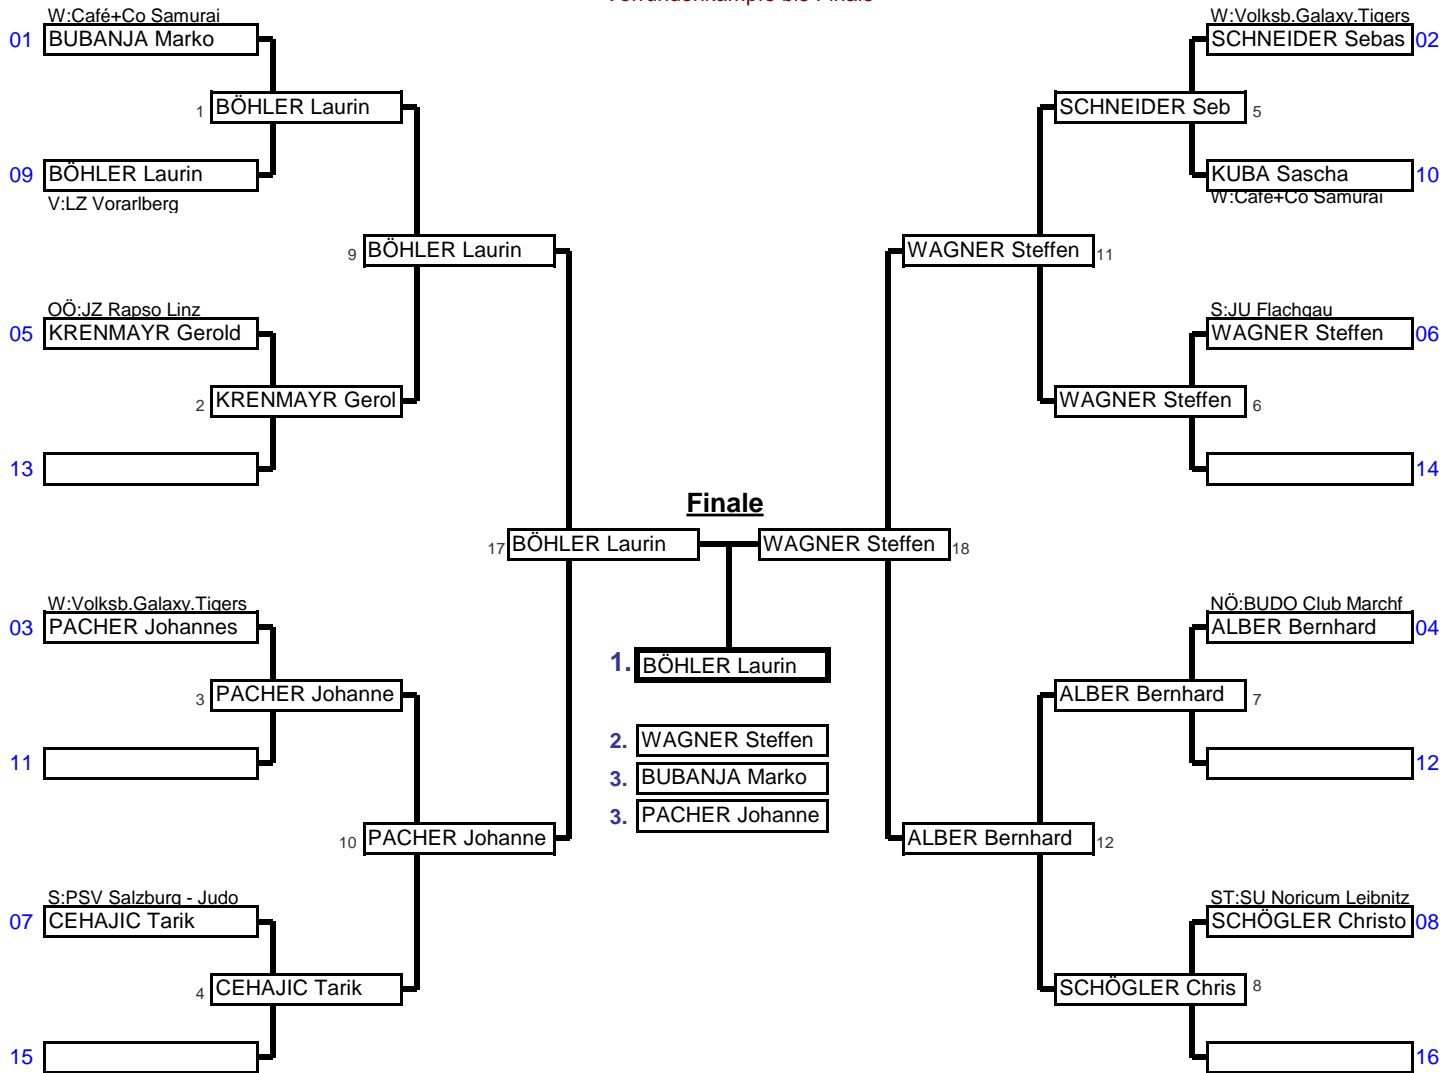 Vorrundenkämpfe bis Finale
W:Café+Co Samurai
01 BUBANJA Marko
1 BÖHLER Laurin
09 BÖHLER Laurin
V:LZ Vorarlberg
9 BÖHLER Laurin
OÖ:JZ Rapso Linz
05 KRENMAYR Gerold
2 KRENMAYR Gerol
13
17 BÖHLER Laurin
W:Volksb.Galaxy.Tigers
03 PACHER Johannes
3 PACHER Johanne
11
10 PACHER Johanne
S:PSV Salzburg - Judo
07 CEHAJIC Tarik
4 CEHAJIC Tarik
15
Finale
1. BÖHLER Laurin
2. WAGNER Steffen
3. BUBANJA Marko
3. PACHER Johanne
W:Volksb.Galaxy.Tigers
SCHNEIDER Sebas 02
SCHNEIDER Seb 5
KUBA Sascha 10
W:Café+Co Samurai
WAGNER Steffen 11
S:JU Flachgau
WAGNER Steffen 06
WAGNER Steffen 6
14
WAGNER Steffen 18
NÖ:BUDO Club Marchf
ALBER Bernhard 04
ALBER Bernhard 7
12
ALBER Bernhard 12
ST:SU Noricum Leibnitz
SCHÖGLER Christo 08
SCHÖGLER Chris 8
16